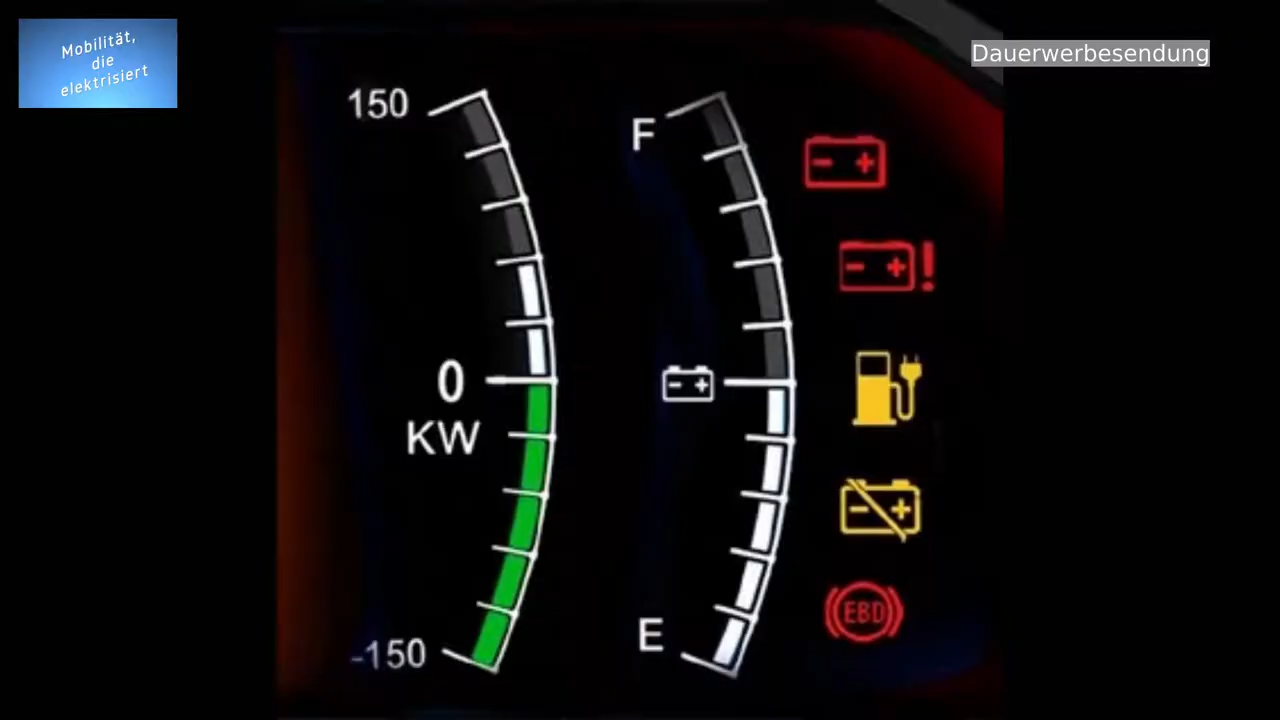 Mobilität,
die
elektrisiert
Dauerwerbesendung
150
F
0
KW
E
-150
EBD